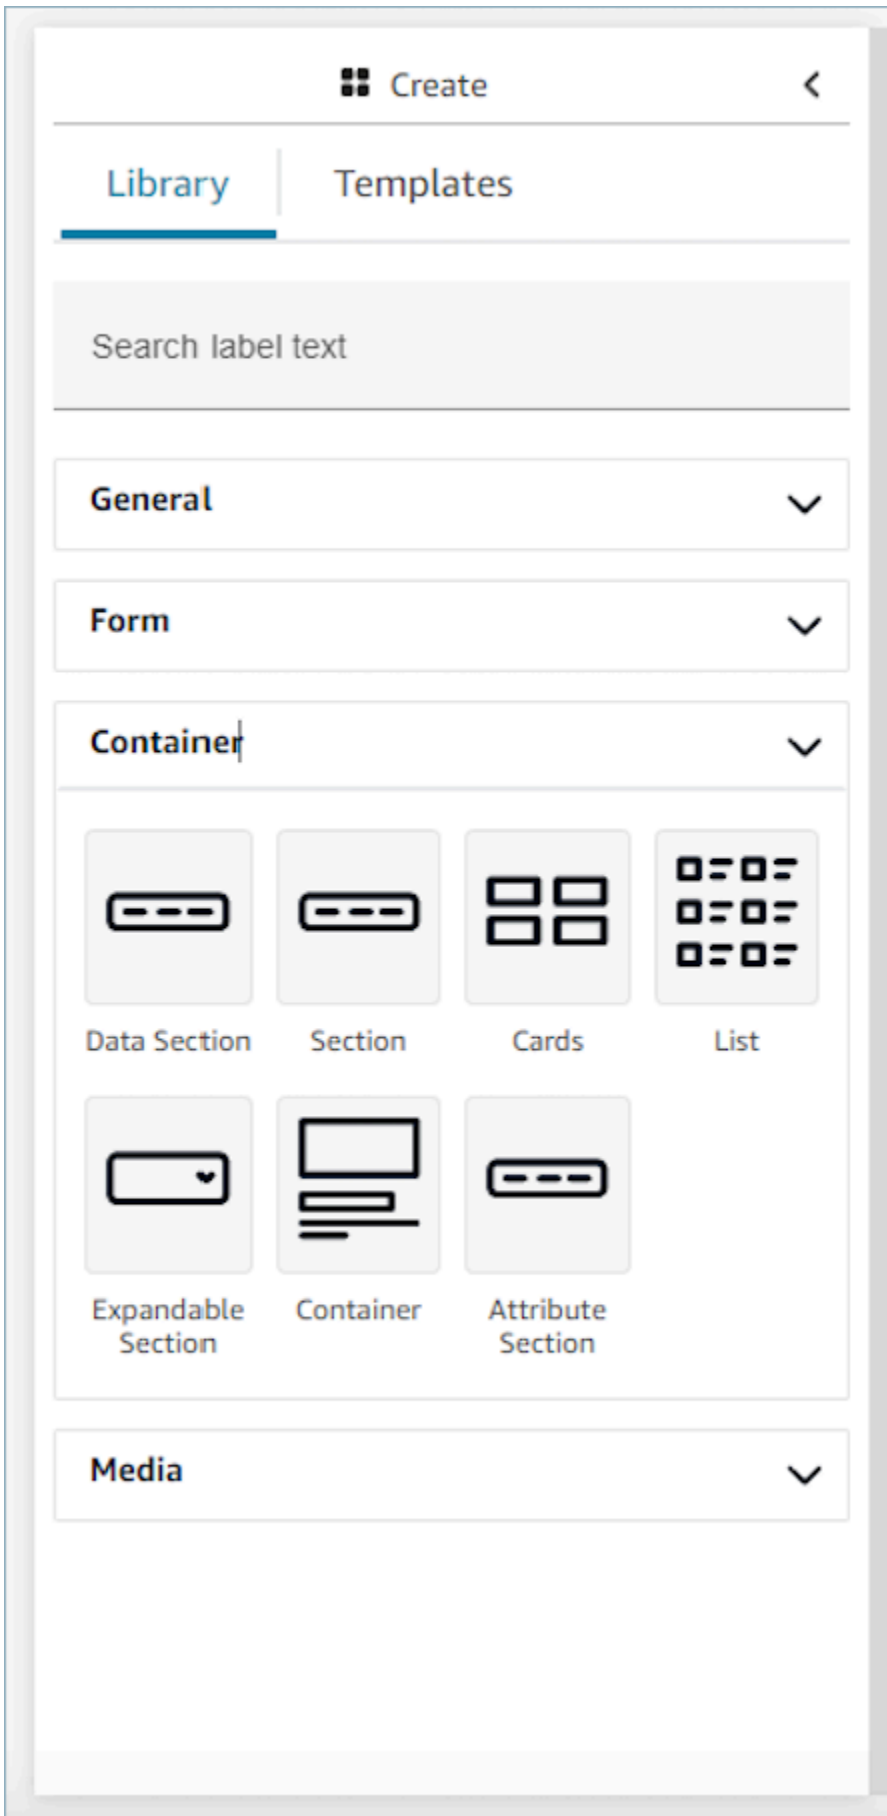 Create
Library
Templates
Search label text
General
Form
Container
Data Section
Section
Cards
List
Expandable
Section
Container
Attribute
Section
Media